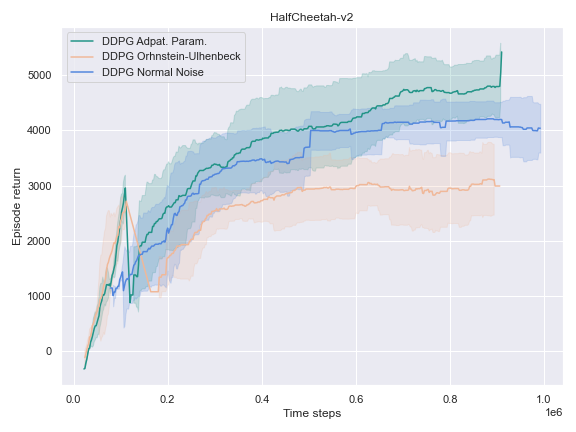 HalfCheetah-v2
DDPG Adpat. Param.
DDPG Orhnstein-Ulhenbeck
DDPG Normal Noise
Episode return
5000
4000
3000
2000
1000
0
0.0 0.2 0.4 0.6 0.8 1.0
1e6
Time steps